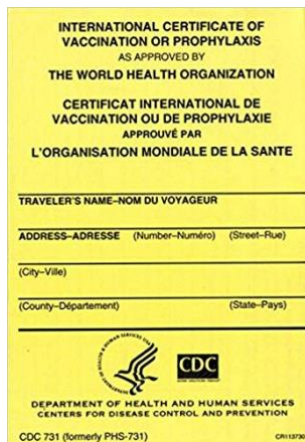 INTERNATIONAL CERTIFICATE OF
VACCINATION OR PROPHYLAXIS
AS APPROVED BY
THE WORLD HEALTH ORGANIZATION
CERTIFICAT INTERNATIONAL DE
VACCINATION OU DE PROPHYLAXIE
APPROUVÉ PAR
L'ORGANISATION MONDIALE DE LA SANTE
TRAVELER'S NAME–NOM DU VOYAGEUR
ADDRESS–ADRESSE (Number–Numéro) (Street–Rue)
(City–Ville)
(County–Département) (State–Pays)
CDC
DEPARTMENT OF HEALTH AND HUMAN SERVICES
CENTERS FOR DISEASE CONTROL AND PREVENTION
CDC 731 (formerly PHS-731) CR113730